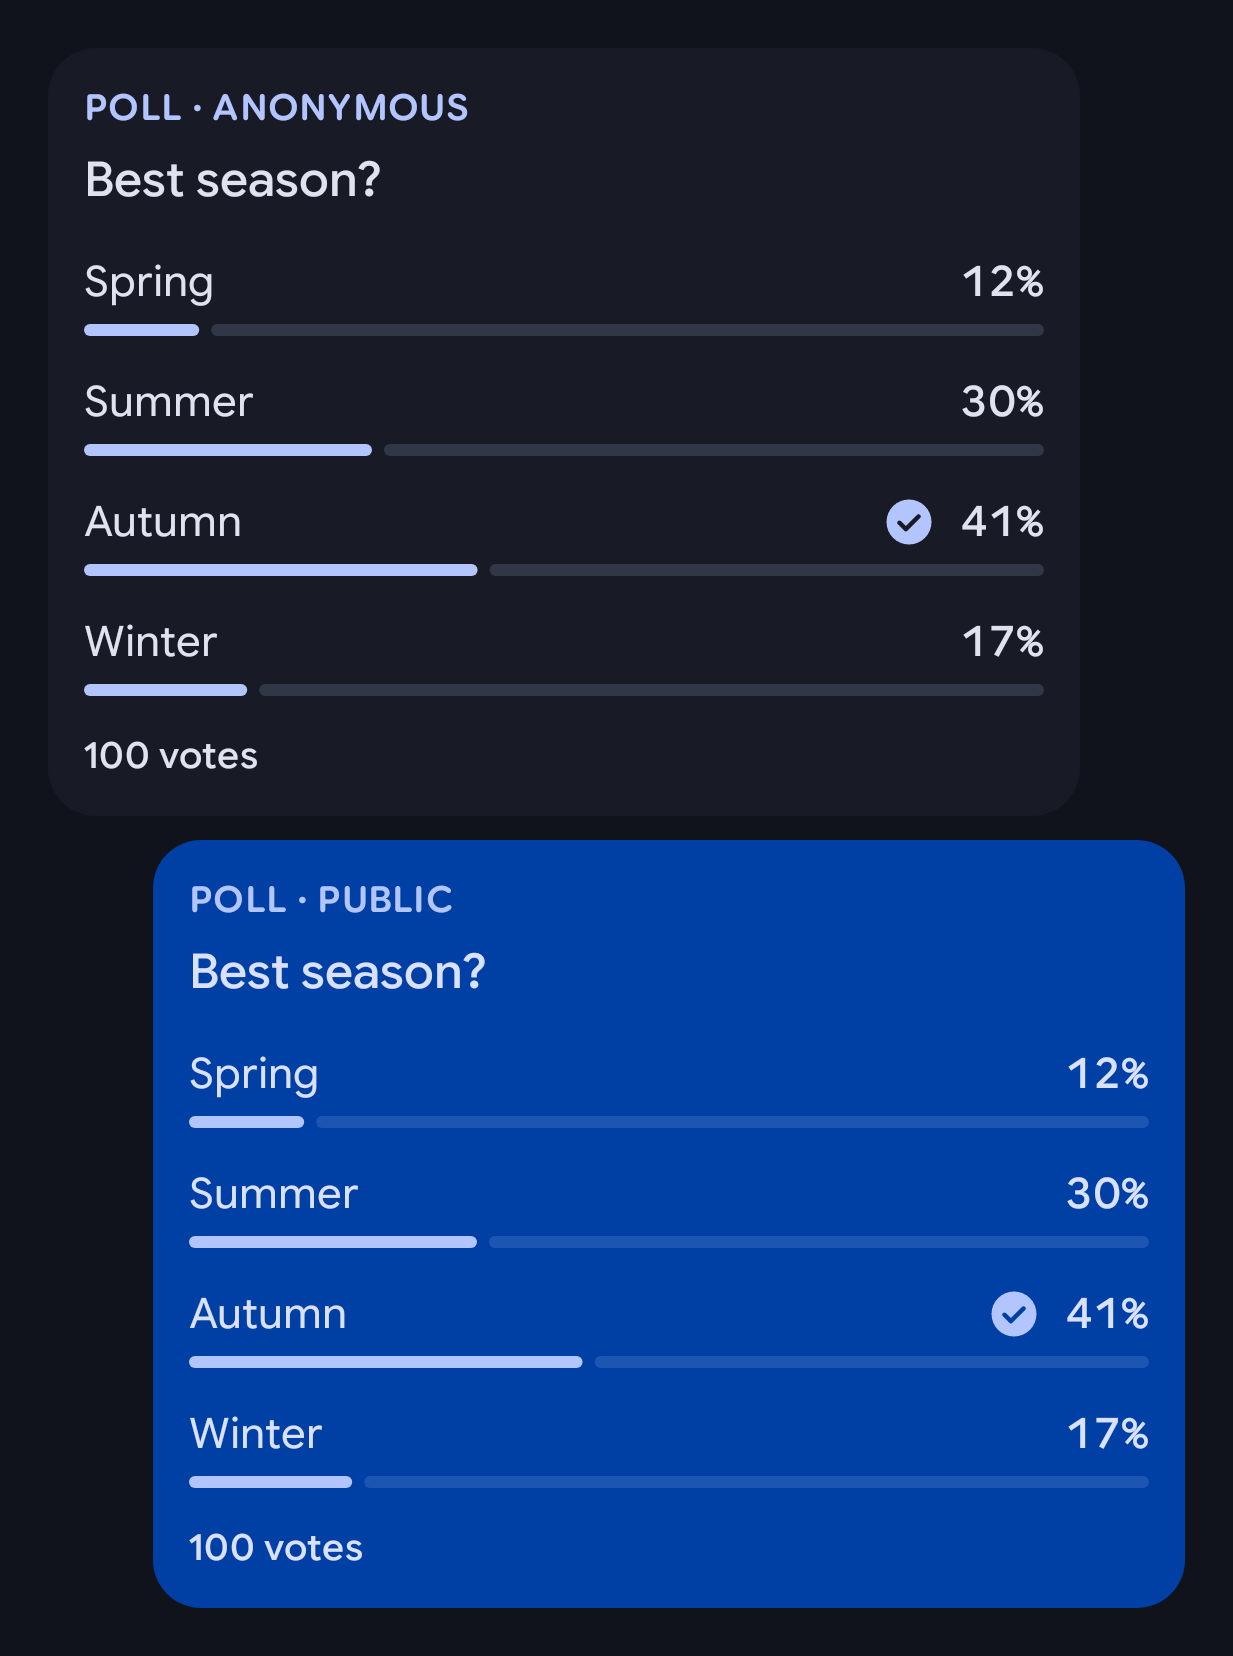 POLL · ANONYMOUS
Best season?
Spring 12%
Summer 30%
Autumn 41%
Winter 17%
100 votes
POLL · PUBLIC
Best season?
Spring 12%
Summer 30%
Autumn 41%
Winter 17%
100 votes